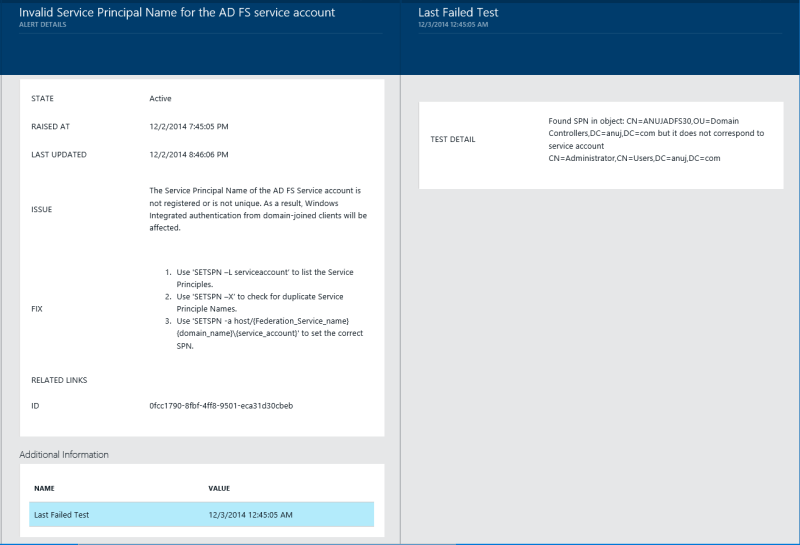 Invalid Service Principal Name for the AD FS service account
ALERT DETAILS
STATE Active
RAISED AT 12/2/2014 7:45:05 PM
LAST UPDATED 12/2/2014 8:46:06 PM
ISSUE
The Service Principal Name of the AD FS Service account is
not registered or is not unique. As a result, Windows
Integrated authentication from domain-joined clients will be
affected.
FIX
1. Use 'SETSPN –L serviceaccount' to list the Service
Principles.
2. Use 'SETSPN –X' to check for duplicate Service
Principle Names.
3. Use 'SETSPN -a host/{Federation_Service_name}
{domain_name}\{service_account}' to set the correct
SPN.
RELATED LINKS
ID 0fcc1790-8fbf-4ff8-9501-eca31d30cbeb
Additional Information
NAME VALUE
Last Failed Test 12/3/2014 12:45:05 AM
Last Failed Test
12/3/2014 12:45:05 AM
TEST DETAIL
Found SPN in object: CN=ANUJADFS30,OU=Domain
Controllers,DC=anuj,DC=com but it does not correspond to
service account
CN=Administrator,CN=Users,DC=anuj,DC=com